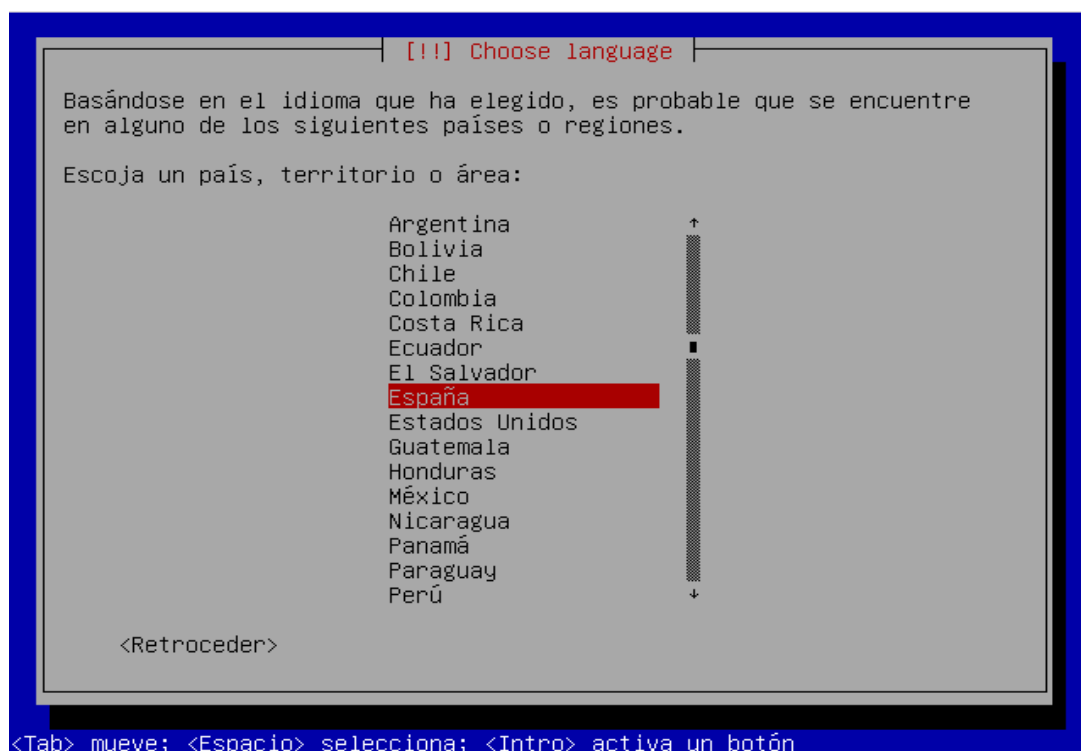 [!!] Choose language
Basándose en el idioma que ha elegido, es probable que se encuentre
en alguno de los siguientes países o regiones.
Escoja un país, territorio o área:
Argentina
Bolivia
Chile
Colombia
Costa Rica
Ecuador
El Salvador
España
Estados Unidos
Guatemala
Honduras
México
Nicaragua
Panamá
Paraguay
Perú
<Retroceder>
<Tab> mueve; <Espacio> selecciona; <Intro> activa un botón